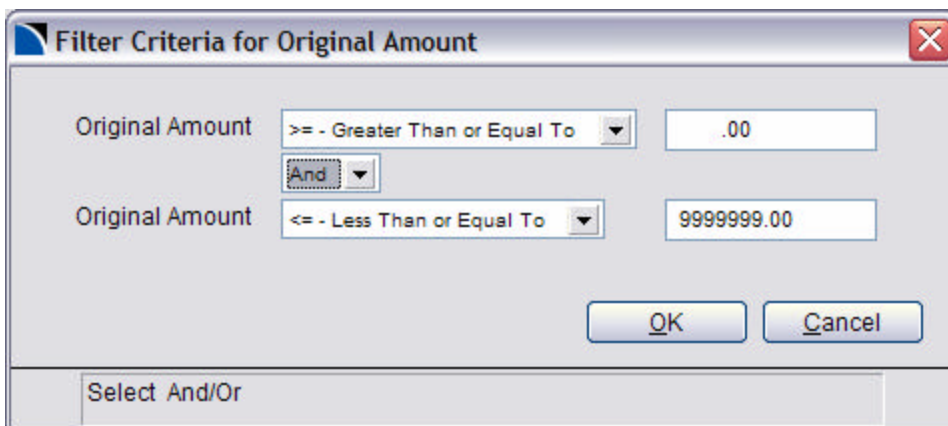 Filter Criteria for Original Amount
Original Amount >= - Greater Than or Equal To .00
And
Original Amount <= - Less Than or Equal To 9999999.00
OK Cancel
Select And/Or